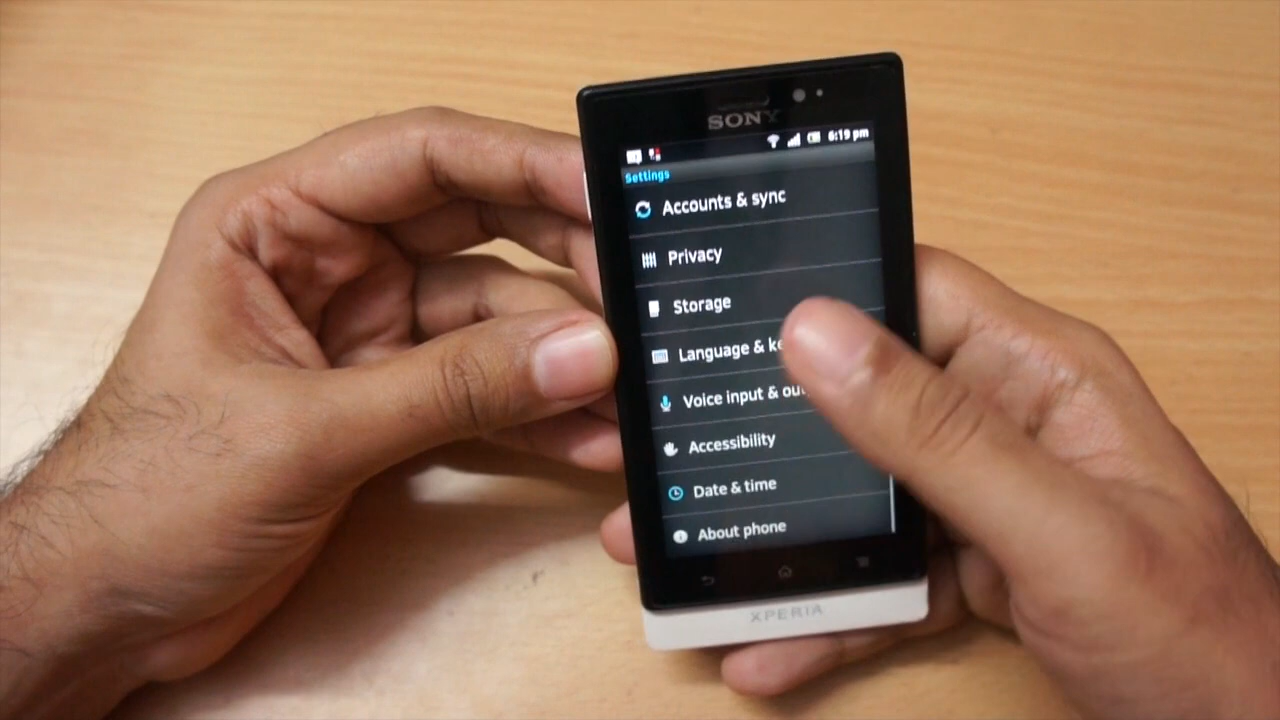 SONY
6:19 pm
Settings
Accounts & sync
Privacy
Storage
Language & ke
Voice input & ou
Accessibility
Date & time
About phone
XPERIA